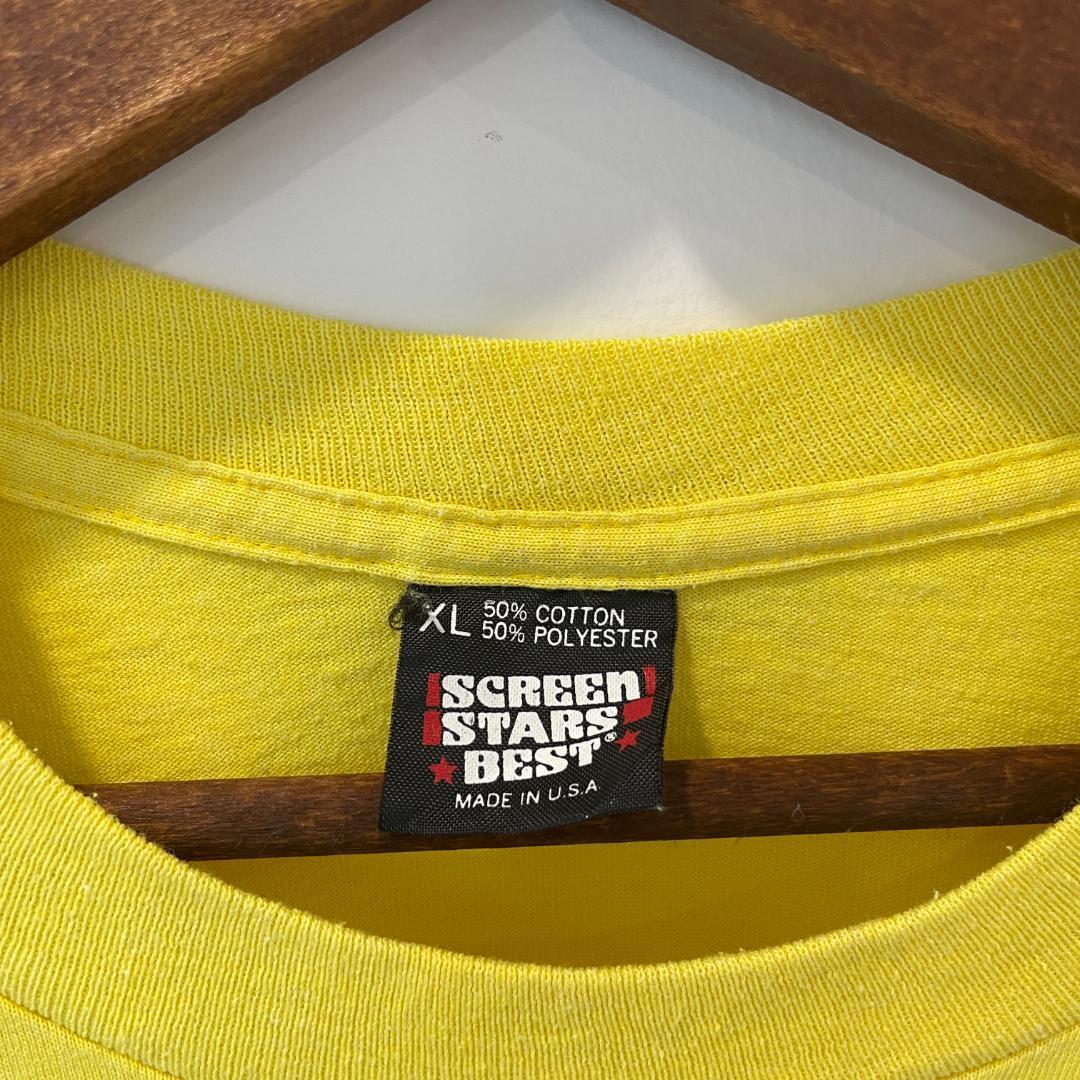 XL 50% COTTON
50% POLYESTER
SCREEN
STARS
BEST®
MADE IN U.S.A